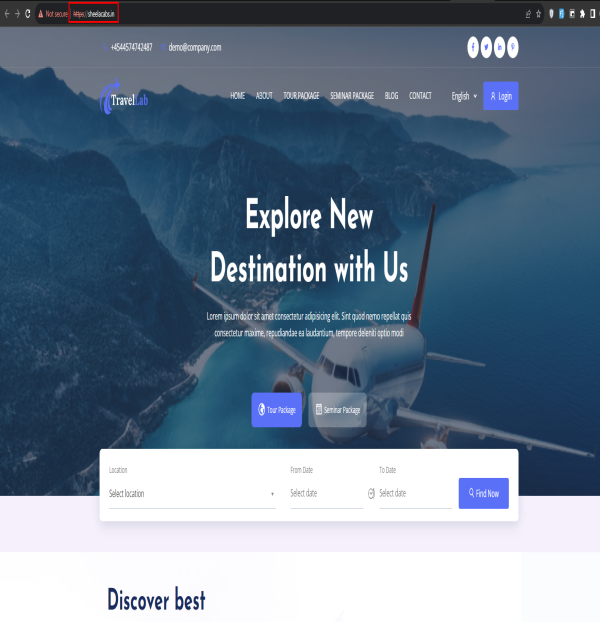 Not secure https://sheelacabs.in
+4544574742487 demo@company.com
TravelLab
HOME ABOUT TOUR PACKAGE SEMINAR PACKAGE BLOG CONTACT English Login
Explore New
Destination with Us
Lorem ipsum dolor sit amet consectetur adipisicing elit. Sint quod nemo repellat quis
consectetur maxime, repudiandae ea laudantium, tempore deleniti optio modi
Tour Package Seminar Package
Location From Date To Date
Select location Select date Select date Find Now
Discover best